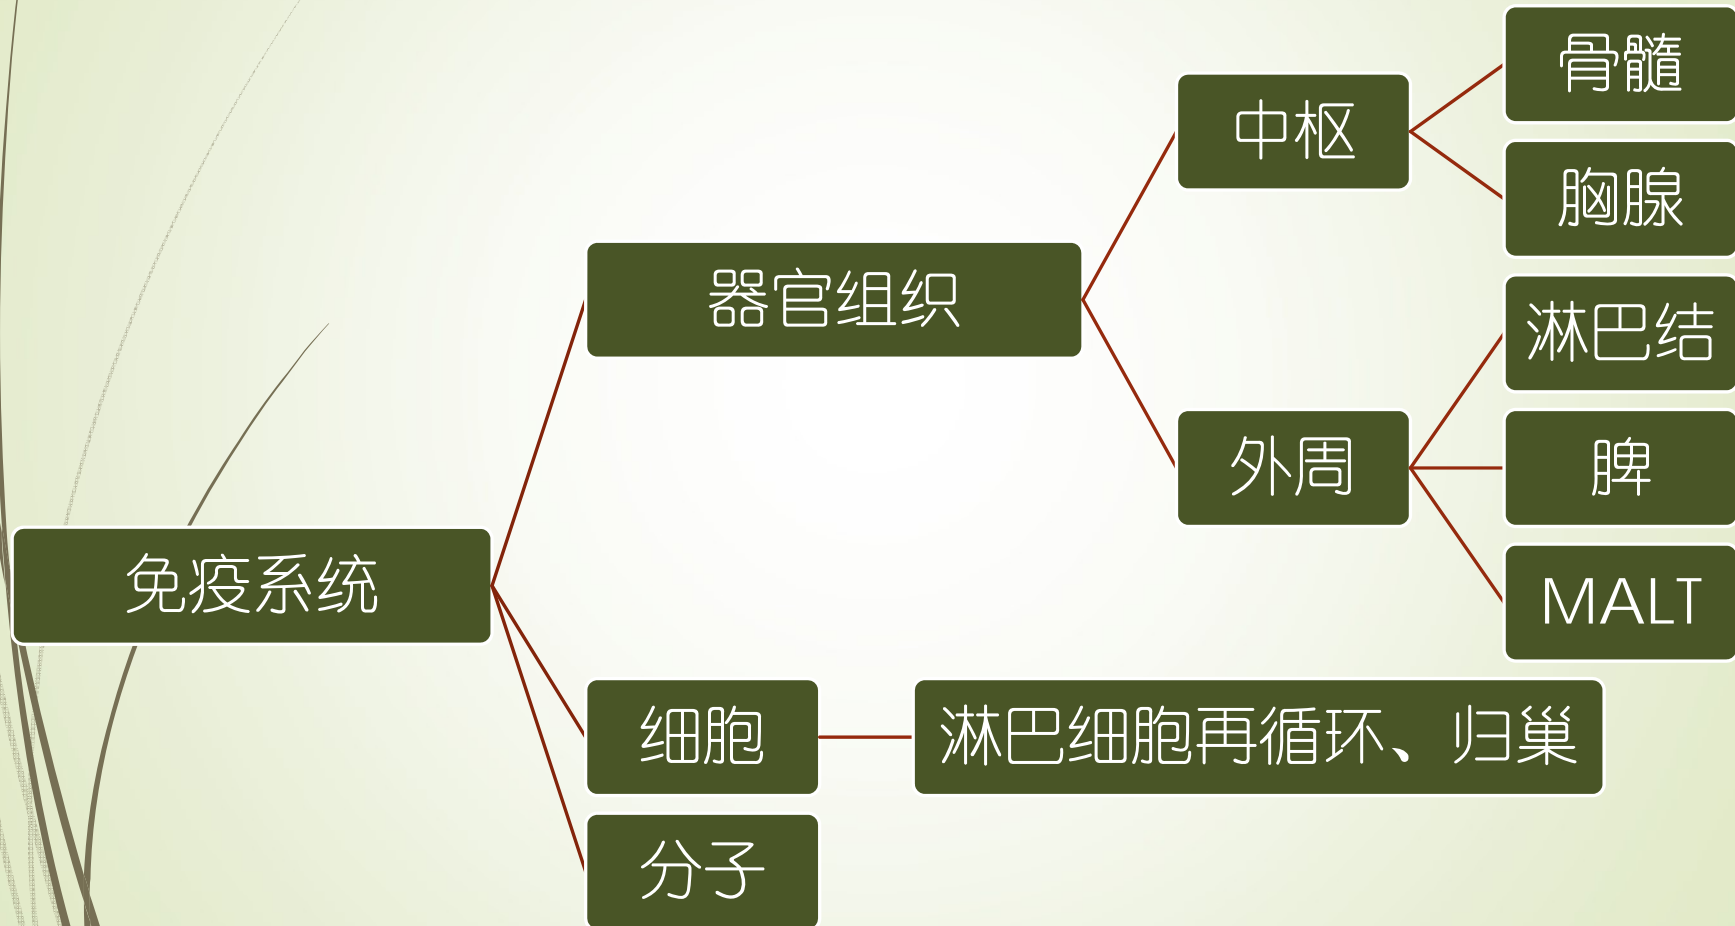 免疫系统
器官组织
中枢
骨髓
胸腺
外周
淋巴结
脾
MALT
细胞
淋巴细胞再循环、归巢
分子